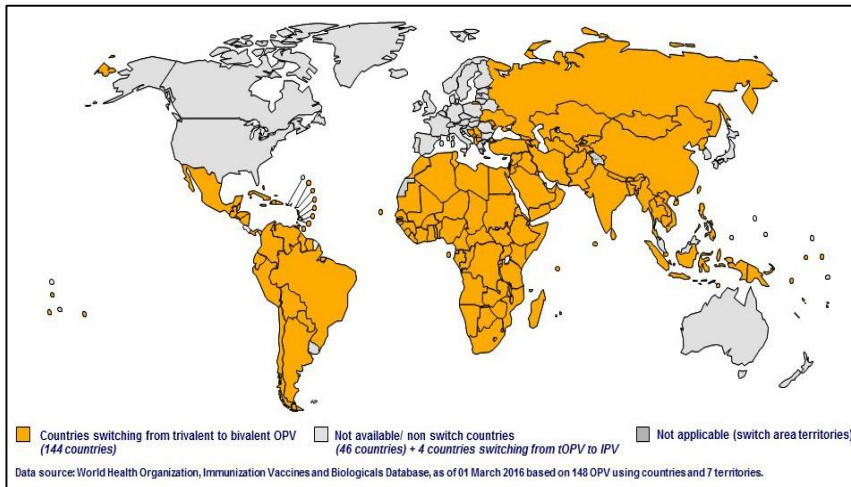 Countries switching from trivalent to bivalent OPV
(144 countries)
Not available/ non switch countries
(46 countries) + 4 countries switching from tOPV to IPV
Not applicable (switch area territories)
Data source: World Health Organization, Immunization Vaccines and Biologicals Database, as of 01 March 2016 based on 148 OPV using countries and 7 territories.